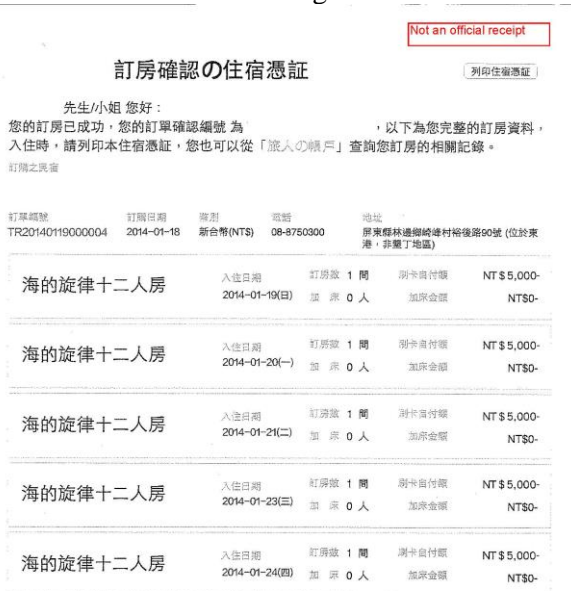 Not an official receipt
訂房確認の住宿憑証
列印住宿憑証
先生/小姐 您好：
您的訂房已成功，您的訂單確認編號 為 ，以下為您完整的訂房資料，
入住時，請列印本住宿憑証，您也可以從「旅人の帳戶」查詢您訂房的相關
記錄。
訂購之民宿
訂單編號 訂購日期 幣別 電話 地址
TR20140119000004 2014-01-18 新台幣(NT$) 08-8750300 屏東縣林邊鄉崎峰村裕後路90號 (位於東
港，非墾丁地區)
海的旋律十二人房 入住日期 訂房數 1 間 刷卡自付額 NT$5,000-
2014-01-19(日) 加 床 0 人 加床金額 NT$0-
海的旋律十二人房 入住日期 訂房數 1 間 刷卡自付額 NT$5,000-
2014-01-20(一) 加 床 0 人 加床金額 NT$0-
海的旋律十二人房 入住日期 訂房數 1 間 刷卡自付額 NT$5,000-
2014-01-21(二) 加 床 0 人 加床金額 NT$0-
海的旋律十二人房 入住日期 訂房數 1 間 刷卡自付額 NT$5,000-
2014-01-23(三) 加 床 0 人 加床金額 NT$0-
海的旋律十二人房 入住日期 訂房數 1 間 刷卡自付額 NT$5,000-
2014-01-24(四) 加 床 0 人 加床金額 NT$0-